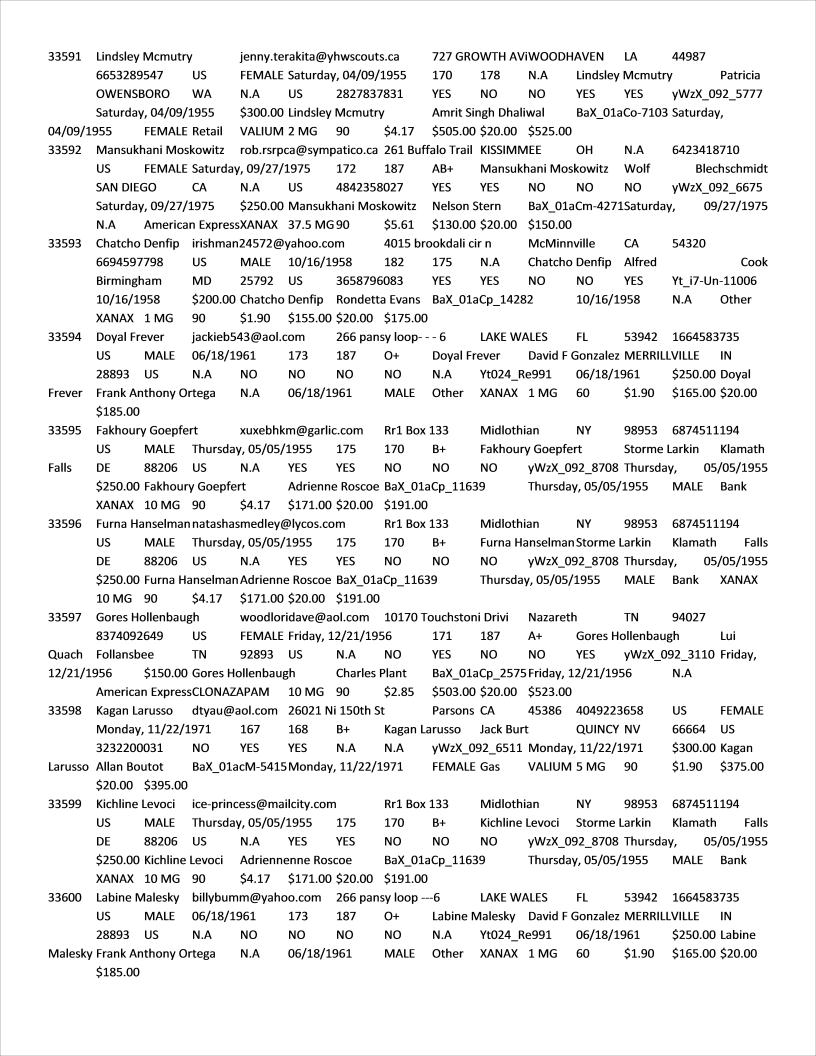 33591 Lindsley Mcmutry jenny.terakita@yhwscouts.ca 727 GROWTH AViWOODHAVEN LA 44987
6653289547 US FEMALE Saturday, 04/09/1955 170 178 N.A Lindsley Mcmutry Patricia
OWENSBORO WA N.A US 2827837831 YES NO NO YES YES yWzX_092_5777
Saturday, 04/09/1955 $300.00 Lindsley Mcmutry Amrit Singh Dhaliwal BaX_01aCo-7103 Saturday,
04/09/1955 FEMALE Retail VALIUM 2 MG 90 $4.17 $505.00 $20.00 $525.00
33592 Mansukhani Moskowitz rob.rsrpca@sympatico.ca 261 Buffalo Trail KISSIMMEE OH N.A 6423418710
US FEMALE Saturday, 09/27/1975 172 187 AB+ Mansukhani Moskowitz Wolf Blechschmidt
SAN DIEGO CA N.A US 4842358027 YES YES NO NO NO yWzX_092_6675
Saturday, 09/27/1975 $250.00 Mansukhani Moskowitz Nelson Stern BaX_01aCm-4271Saturday, 09/27/1975
N.A American ExpressXANAX 37.5 MG90 $5.61 $130.00 $20.00 $150.00
33593 Chatcho Denfip irishman24572@yahoo.com 4015 brookdali cir n McMinnville CA 54320
6694597798 US MALE 10/16/1958 182 175 N.A Chatcho Denfip Alfred Cook
Birmingham MD 25792 US 3658796083 YES YES NO NO YES Yt_i7-Un-11006
10/16/1958 $200.00 Chatcho Denfip Rondetta Evans BaX_01aCp_14282 10/16/1958 N.A Other
XANAX 1 MG 90 $1.90 $155.00 $20.00 $175.00
33594 Doyal Frever jackieb543@aol.com 266 pansy loop- - - 6 LAKE WALES FL 53942 1664583735
US MALE 06/18/1961 173 187 O+ Doyal Frever David F Gonzalez MERRILLVILLE IN
28893 US N.A NO NO NO NO N.A Yt024_Re991 06/18/1961 $250.00 Doyal
Frever Frank Anthony Ortega N.A 06/18/1961 MALE Other XANAX 1 MG 60 $1.90 $165.00 $20.00
$185.00
33595 Fakhoury Goepfert xuxebhkm@garlic.com Rr1 Box 133 Midlothian NY 98953 6874511194
US MALE Thursday, 05/05/1955 175 170 B+ Fakhoury Goepfert Storme Larkin Klamath
Falls DE 88206 US N.A YES YES NO NO NO yWzX_092_8708 Thursday, 05/05/1955
$250.00 Fakhoury Goepfert Adrienne Roscoe BaX_01aCp_11639 Thursday, 05/05/1955 MALE Bank
XANAX 10 MG 90 $4.17 $171.00 $20.00 $191.00
33596 Furna Hanselman natashasmedley@lycos.com Rr1 Box 133 Midlothian NY 98953 6874511194
US MALE Thursday, 05/05/1955 175 170 B+ Furna Hanselman Storme Larkin Klamath Falls
DE 88206 US N.A YES YES NO NO NO yWzX_092_8708 Thursday, 05/05/1955
$250.00 Furna Hanselman Adrienne Roscoe BaX_01aCp_11639 Thursday, 05/05/1955 MALE Bank XANAX
10 MG 90 $4.17 $171.00 $20.00 $191.00
33597 Gores Hollenbaugh woodloridave@aol.com 10170 Touchstoni Drivi Nazareth TN 94027
8374092649 US FEMALE Friday, 12/21/1956 171 187 A+ Gores Hollenbaugh Lui
Quach Follansbee TN 92893 US N.A NO YES NO NO YES yWzX_092_3110 Friday,
12/21/1956 $150.00 Gores Hollenbaugh Charles Plant BaX_01aCp_2575 Friday, 12/21/1956 N.A
American ExpressCLONAZAPAM 10 MG 90 $2.85 $503.00 $20.00 $523.00
33598 Kagan Larusso dtyau@aol.com 26021 Ni 150th St Parsons CA 45386 4049223658 US FEMALE
Monday, 11/22/1971 167 168 B+ Kagan Larusso Jack Burt QUINCY NV 66664 US
3232200031 NO YES YES N.A N.A yWzX_092_6511 Monday, 11/22/1971 $300.00 Kagan
Larusso Allan Boutot BaX_01acM-5415Monday, 11/22/1971 FEMALE Gas VALIUM 5 MG 90 $1.90 $375.00
$20.00 $395.00
33599 Kichline Levoci ice-princess@mailcity.com Rr1 Box 133 Midlothian NY 98953 6874511194
US MALE Thursday, 05/05/1955 175 170 B+ Kichline Levoci Storme Larkin Klamath Falls
DE 88206 US N.A YES YES NO NO NO yWzX_092_8708 Thursday, 05/05/1955
$250.00 Kichline Levoci Adriennenne Roscoe BaX_01aCp_11639 Thursday, 05/05/1955 MALE Bank
XANAX 10 MG 90 $4.17 $171.00 $20.00 $191.00
33600 Labine Malesky billybumm@yahoo.com 266 pansy loop ---6 LAKE WALES FL 53942 1664583735
US MALE 06/18/1961 173 187 O+ Labine Malesky David F Gonzalez MERRILLVILLE IN
28893 US N.A NO NO NO NO N.A Yt024_Re991 06/18/1961 $250.00 Labine
Malesky Frank Anthony Ortega N.A 06/18/1961 MALE Other XANAX 1 MG 60 $1.90 $165.00 $20.00
$185.00